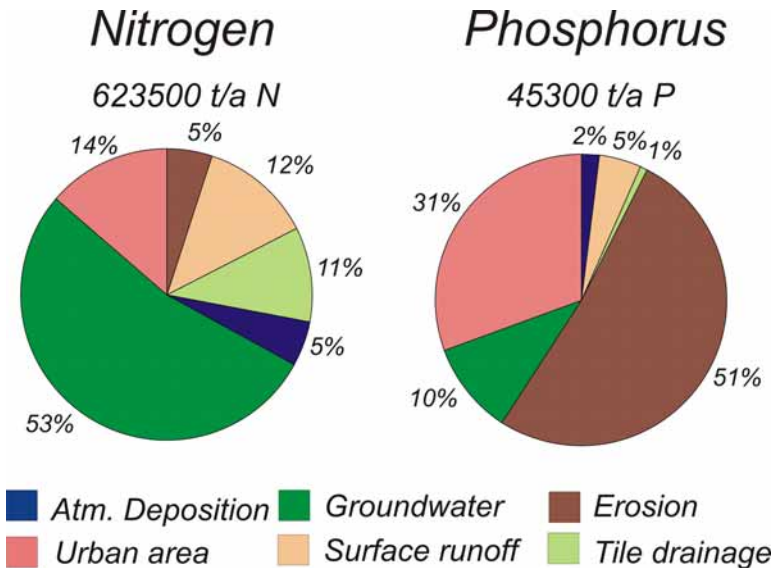 Nitrogen
623500 t/a N
5%
12%
11%
5%
53%
14%
Phosphorus
45300 t/a P
2%
5%
1%
51%
10%
31%
Atm. Deposition
Groundwater
Erosion
Urban area
Surface runoff
Tile drainage